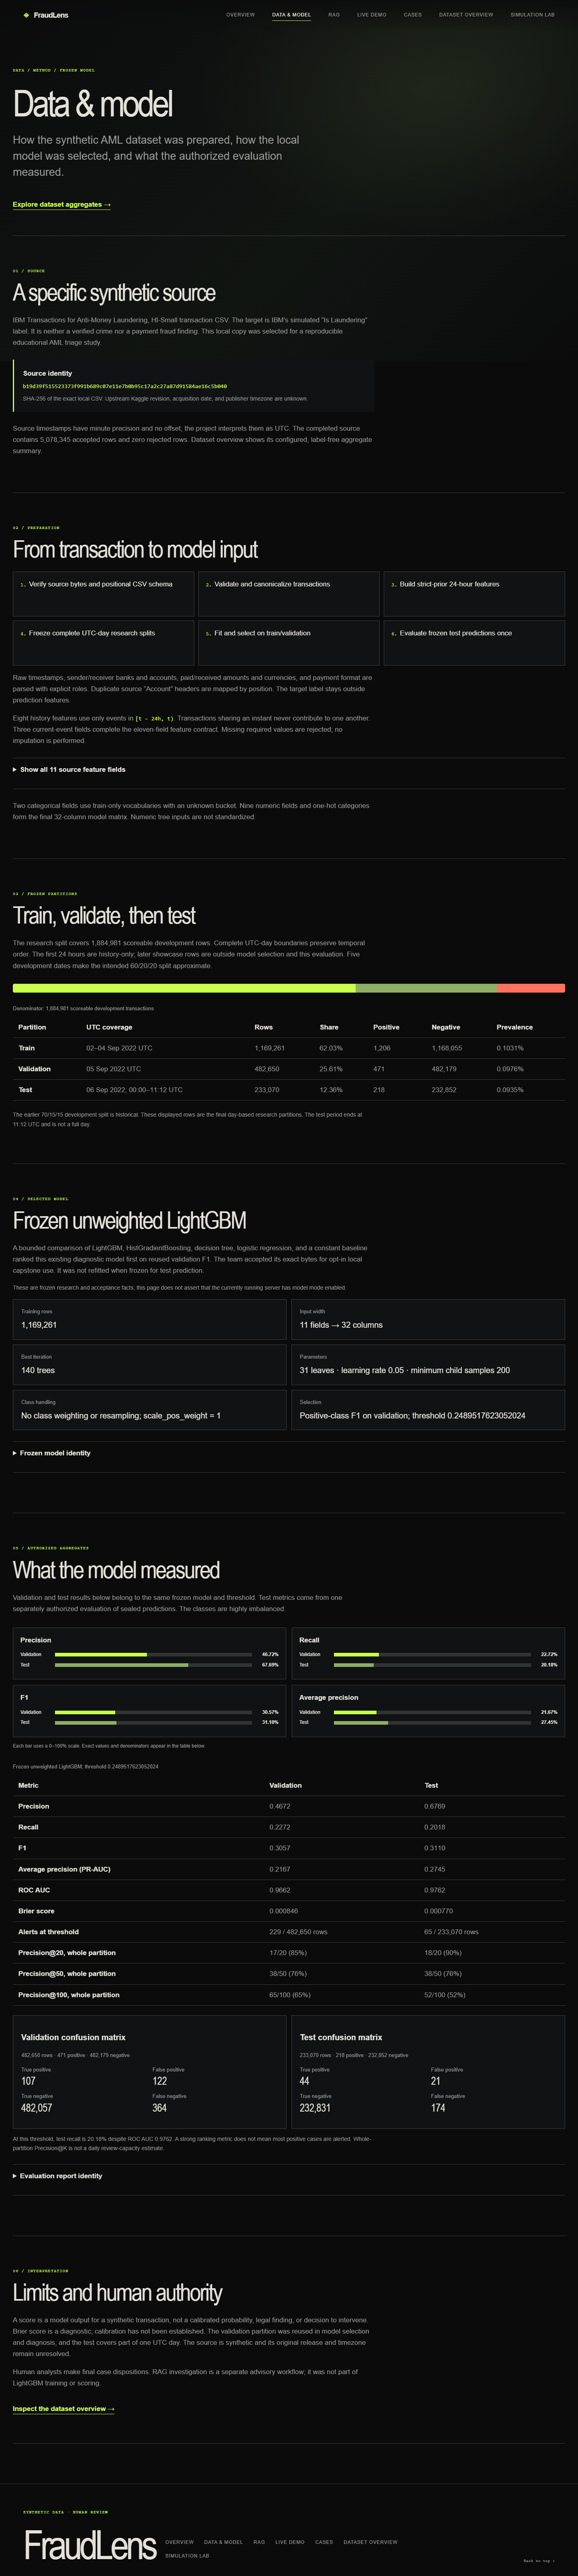 FraudLens
OVERVIEW
DATA & MODEL
RAG
LIVE DEMO
CASES
DATASET OVERVIEW
SIMULATION LAB
DATA / METHOD / FROZEN MODEL
Data & model
How the synthetic AML dataset was prepared, how the local
model was selected, and what the authorized evaluation
measured.
Explore dataset aggregates →
01 / SOURCE
A specific synthetic source
IBM Transactions for Anti-Money Laundering, HI-Small transaction CSV. The target is IBM's simulated "Is Laundering"
label. It is neither a verified crime nor a payment fraud finding. This local copy was selected for a reproducible
educational AML triage study.
Source identity
SHA-256 of the exact local CSV. Upstream Kaggle revision, acquisition date, and publisher timezone are unknown.
Source timestamps have minute precision and no offset; the project interprets them as UTC. The completed source
contains 5,078,345 accepted rows and zero rejected rows. Dataset overview shows its configured, label-free aggregate
summary.
02 / PREPARATION
From transaction to model input
1. Verify source bytes and positional CSV schema
2. Validate and canonicalize transactions
3. Build strict-prior 24-hour features
4. Freeze complete UTC-day research splits
5. Fit and select on train/validation
6. Evaluate frozen test predictions once
Raw timestamps, sender/receiver banks and accounts, paid/received amounts and currencies, and payment format are
parsed with explicit roles. Duplicate source "Account" headers are mapped by position. The target label stays outside
prediction features.
Eight history features use only events in [t − 24h, t). Transactions sharing an instant never contribute to one another.
Three current-event fields complete the eleven-field feature contract. Missing required values are rejected; no
imputation is performed.
▶ Show all 11 source feature fields
Two categorical fields use train-only vocabularies with an unknown bucket. Nine numeric fields and one-hot categories
form the final 32-column model matrix. Numeric tree inputs are not standardized.
03 / FROZEN PARTITIONS
Train, validate, then test
The research split covers 1,884,981 scoreable development rows. Complete UTC-day boundaries preserve temporal
order. The first 24 hours are history-only; later showcase rows are outside model selection and this evaluation. Five
development dates make the intended 60/20/20 split approximate.
Denominator: 1,884,981 scoreable development transactions
Partition UTC coverage Rows Share Positive Negative Prevalence
Train 02–04 Sep 2022 UTC 1,169,261 62.03% 1,206 1,168,055 0.1031%
Validation 05 Sep 2022 UTC 482,650 25.61% 471 482,179 0.0976%
Test 06 Sep 2022, 00:00–11:12 UTC 233,070 12.36% 218 232,852 0.0935%
The earlier 70/15/15 development split is historical. These displayed rows are the final day-based research partitions. The test period ends at
11:12 UTC and is not a full day.
04 / SELECTED MODEL
Frozen unweighted LightGBM
A bounded comparison of LightGBM, HistGradientBoosting, decision tree, logistic regression, and a constant baseline
ranked this existing diagnostic model first on reused validation F1. The team accepted its exact bytes for opt-in local
capstone use. It was not refitted when frozen for test prediction.
These are frozen research and acceptance facts; this page does not assert that the currently running server has model mode enabled.
Training rows
1,169,261
Input width
11 fields → 32 columns
Best iteration
140 trees
Parameters
31 leaves · learning rate 0.05 · minimum child samples 200
Class handling
No class weighting or resampling; scale_pos_weight = 1
Selection
Positive-class F1 on validation; threshold 0.2489517623052024
▶ Frozen model identity
05 / AUTHORIZED AGGREGATES
What the model measured
Validation and test results below belong to the same frozen model and threshold. Test metrics come from one
separately authorized evaluation of sealed predictions. The classes are highly imbalanced.
Precision
Validation 46.72%
Test 67.69%
Recall
Validation 22.72%
Test 20.18%
F1
Validation 30.57%
Test 31.10%
Average precision
Validation 21.67%
Test 27.45%
Each bar uses a 0–100% scale. Exact values and denominators appear in the table below.
Frozen unweighted LightGBM; threshold 0.2489517623052024
Metric Validation Test
Precision 0.4672 0.6769
Recall 0.2272 0.2018
F1 0.3057 0.3110
Average precision (PR-AUC) 0.2167 0.2745
ROC AUC 0.9662 0.9762
Brier score 0.000846 0.000770
Alerts at threshold 229 / 482,650 rows 65 / 233,070 rows
Precision@20, whole partition 17/20 (85%) 18/20 (90%)
Precision@50, whole partition 38/50 (76%) 38/50 (76%)
Precision@100, whole partition 65/100 (65%) 52/100 (52%)
Validation confusion matrix
482,650 rows · 471 positive · 482,179 negative
True positive
107
False positive
122
True negative
482,057
False negative
364
Test confusion matrix
233,070 rows · 218 positive · 232,852 negative
True positive
44
False positive
21
True negative
232,831
False negative
174
At this threshold, test recall is 20.18% despite ROC AUC 0.9762. A strong ranking metric does not mean most positive cases are alerted. Whole-
partition Precision@K is not a daily review-capacity estimate.
▶ Evaluation report identity
06 / INTERPRETATION
Limits and human authority
A score is a model output for a synthetic transaction, not a calibrated probability, legal finding, or decision to intervene.
Brier score is a diagnostic; calibration has not been established. The validation partition was reused in model selection
and diagnosis, and the test covers part of one UTC day. The source is synthetic and its original release and timezone
remain unresolved.
Human analysts make final case dispositions. RAG investigation is a separate advisory workflow; it was not part of
LightGBM training or scoring.
Inspect the dataset overview →
SYNTHETIC DATA · HUMAN REVIEW
FraudLens
OVERVIEW
DATA & MODEL
RAG
LIVE DEMO
CASES
DATASET OVERVIEW
SIMULATION LAB
Back to top ↑